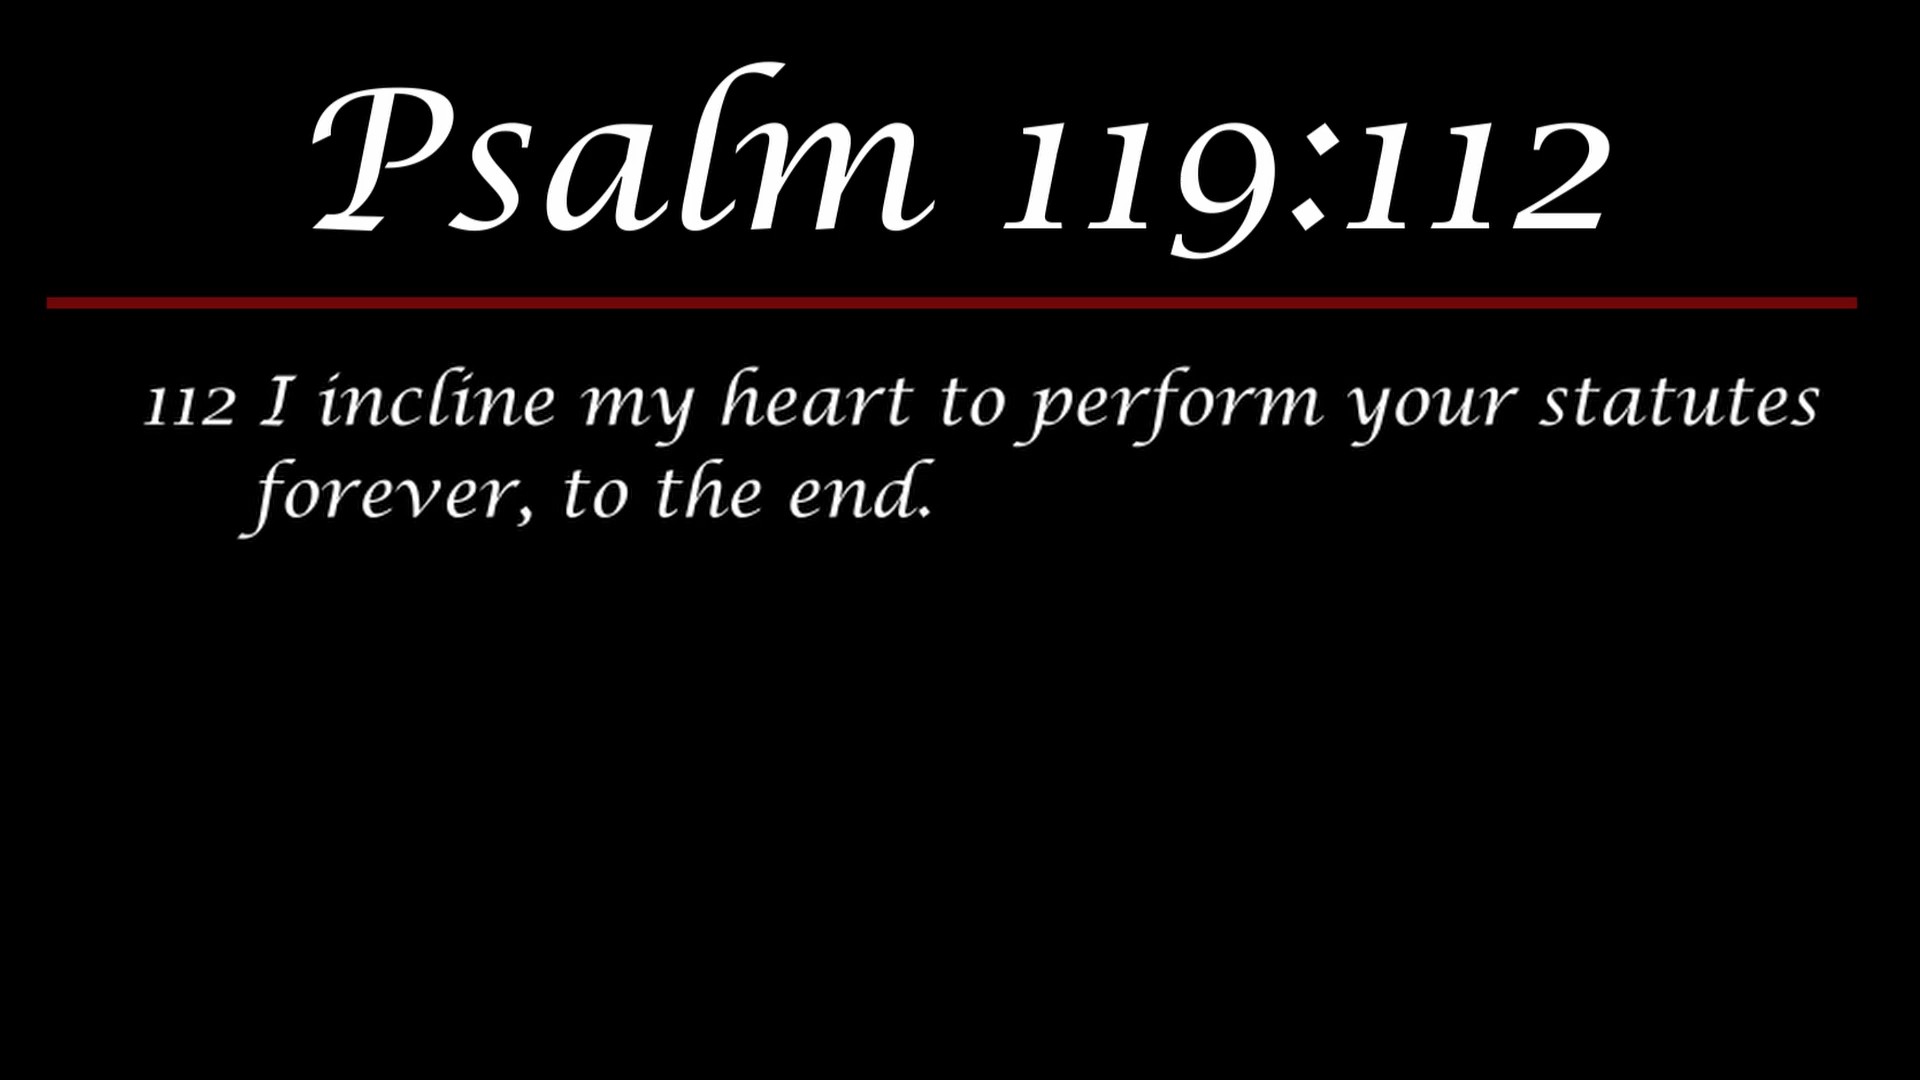 Psalm 119:112
112 I incline my heart to perform your statutes
forever, to the end.